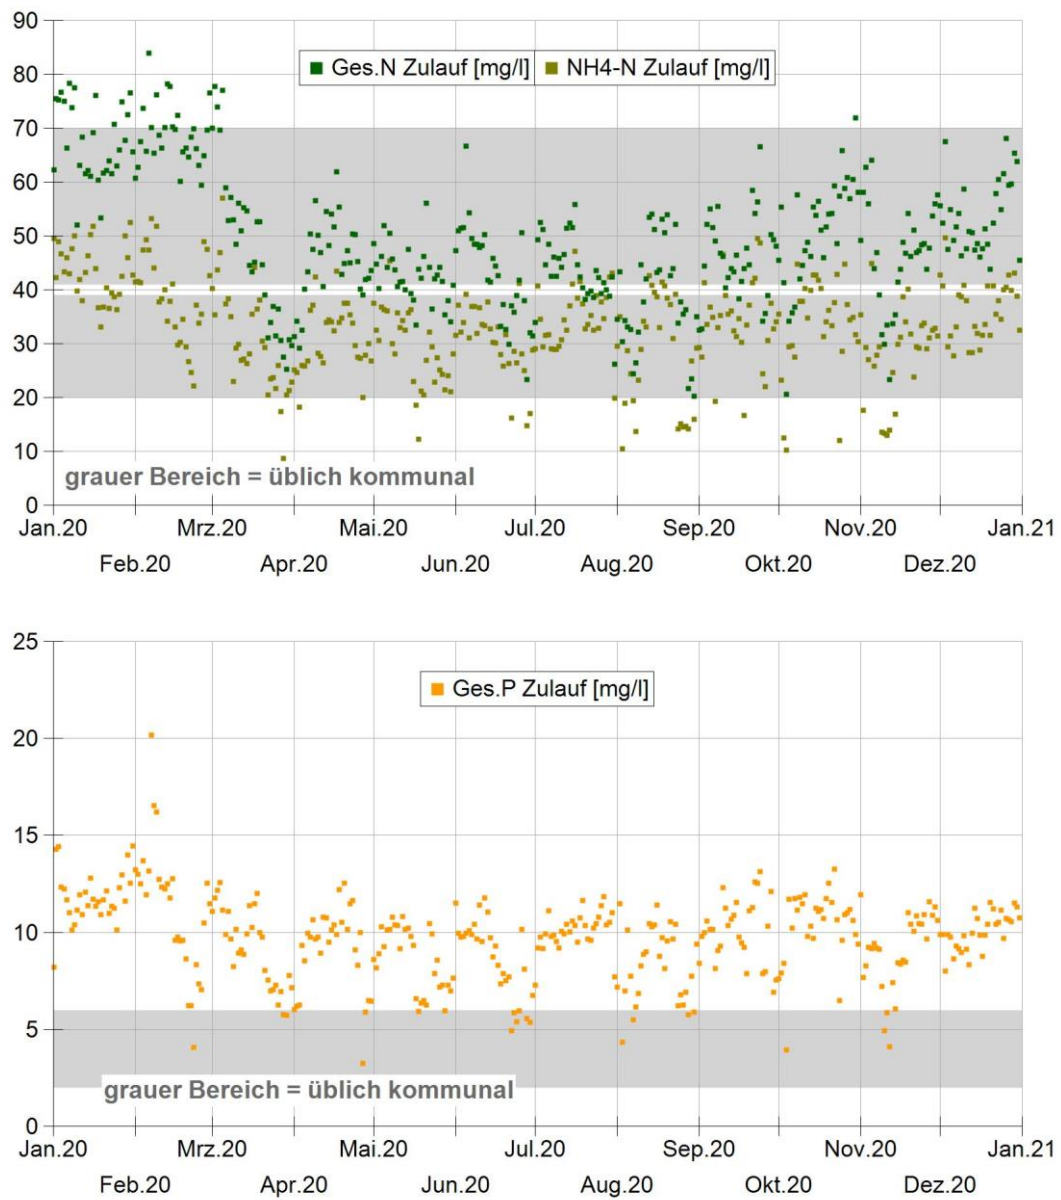 90
Ges.N Zulauf [mg/l] NH4-N Zulauf [mg/l]
80
70
60
50
40
30
20
10
grauer Bereich = üblich kommunal
0
Jan.20 Mrz.20 Mai.20 Jul.20 Sep.20 Nov.20 Jan.21
Feb.20 Apr.20 Jun.20 Aug.20 Okt.20 Dez.20
25
Ges.P Zulauf [mg/l]
20
15
10
5
grauer Bereich = üblich kommunal
0
Jan.20 Mrz.20 Mai.20 Jul.20 Sep.20 Nov.20 Jan.21
Feb.20 Apr.20 Jun.20 Aug.20 Okt.20 Dez.20